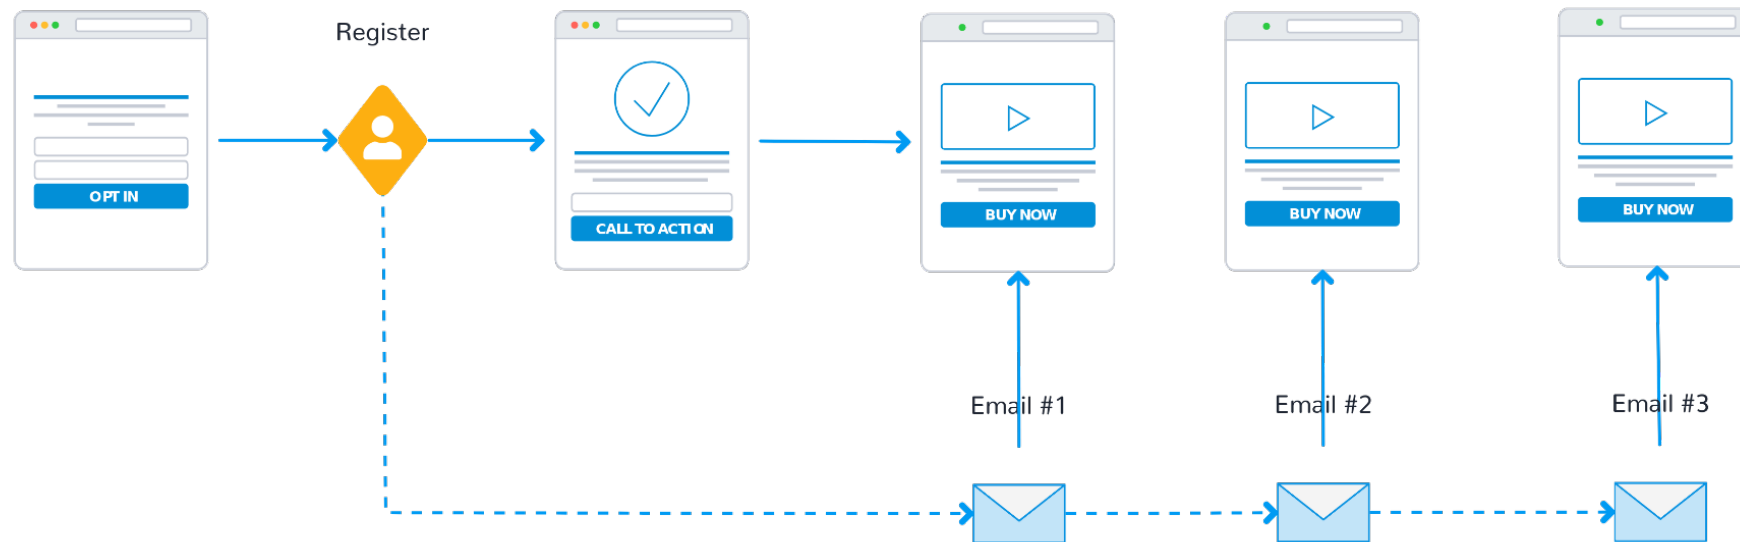 Register
OPT IN
CALL TO ACTION
BUY NOW
BUY NOW
BUY NOW
Email #1
Email #2
Email #3